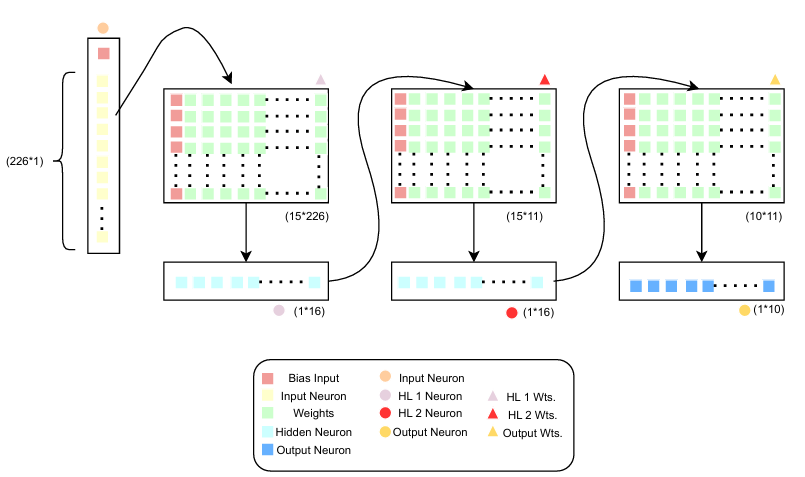 (226*1)
(15*226)
(15*11)
(10*11)
(1*16)
(1*16)
(1*10)
Bias Input
Input Neuron
Input Neuron
HL 1 Neuron
HL 1 Wts.
Weights
HL 2 Neuron
HL 2 Wts.
Hidden Neuron
Output Neuron
Output Wts.
Output Neuron